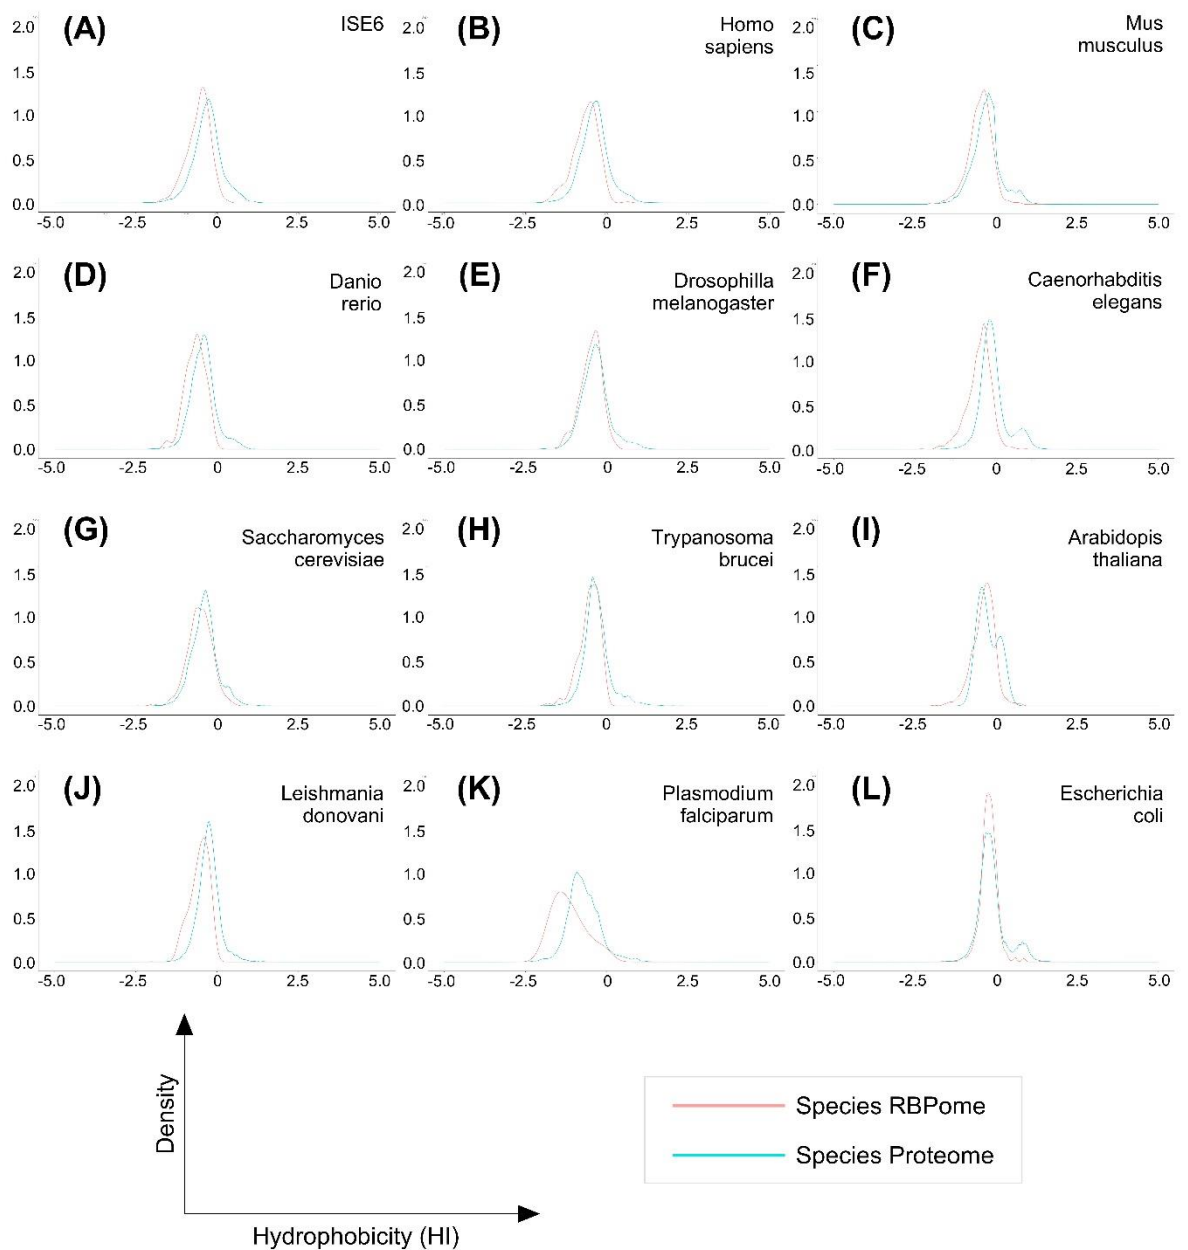 (A)
ISE6
2.0
1.5
1.0
0.5
0.0
-5.0 -2.5 0 2.5 5.0
(B)
Homo
sapiens
2.0
1.5
1.0
0.5
0.0
-5.0 -2.5 0 2.5 5.0
(C)
Mus
musculus
2.0
1.5
1.0
0.5
0.0
-5.0 -2.5 0 2.5 5.0
(D)
Danio
rerio
2.0
1.5
1.0
0.5
0.0
-5.0 -2.5 0 2.5 5.0
(E)
Drosophilla
melanogaster
2.0
1.5
1.0
0.5
0.0
-5.0 -2.5 0 2.5 5.0
(F)
Caenorhabditis
elegans
2.0
1.5
1.0
0.5
0.0
-5.0 -2.5 0 2.5 5.0
(G)
Saccharomyces
cerevisiae
2.0
1.5
1.0
0.5
0.0
-5.0 -2.5 0 2.5 5.0
(H)
Trypanosoma
brucei
2.0
1.5
1.0
0.5
0.0
-5.0 -2.5 0 2.5 5.0
(I)
Arabidopis
thaliana
2.0
1.5
1.0
0.5
0.0
-5.0 -2.5 0 2.5 5.0
(J)
Leishmania
donovani
2.0
1.5
1.0
0.5
0.0
-5.0 -2.5 0 2.5 5.0
(K)
Plasmodium
falciparum
2.0
1.5
1.0
0.5
0.0
-5.0 -2.5 0 2.5 5.0
(L)
Escherichia
coli
2.0
1.5
1.0
0.5
0.0
-5.0 -2.5 0 2.5 5.0
Density
Hydrophobicity (HI)
Species RBPome
Species Proteome